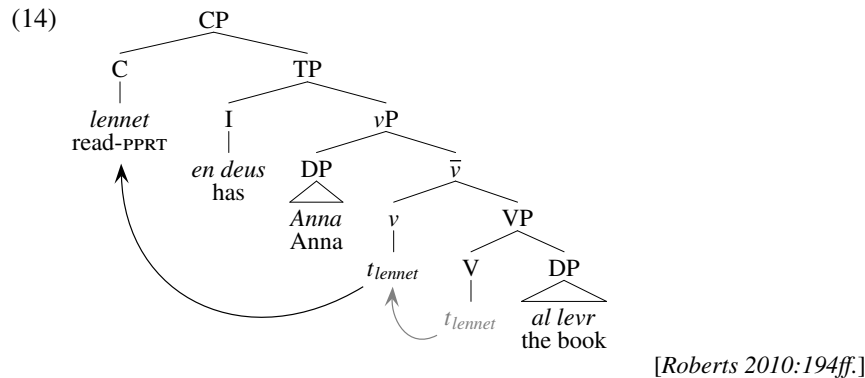 (14)
CP
C TP
lennet
read-PPRT
I vP
en deus
has
DP v̅
Anna
Anna
v VP
t_lennet
V DP
t_lennet
al levr
the book
[Roberts 2010:194ff.]